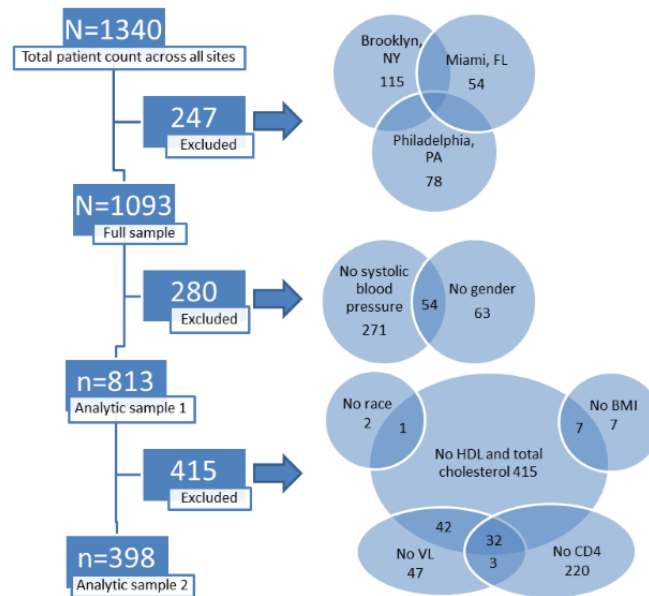 N=1340
Total patient count across all sites
247
Excluded
Brooklyn,
NY
115
Miami, FL
54
Philadelphia,
PA
78
N=1093
Full sample
280
Excluded
No systolic
blood
pressure
271
54
No gender
63
n=813
Analytic sample 1
415
Excluded
No race
2
1
No BMI
7
7
No HDL and total
cholesterol 415
42
32
3
No VL
47
No CD4
220
n=398
Analytic sample 2